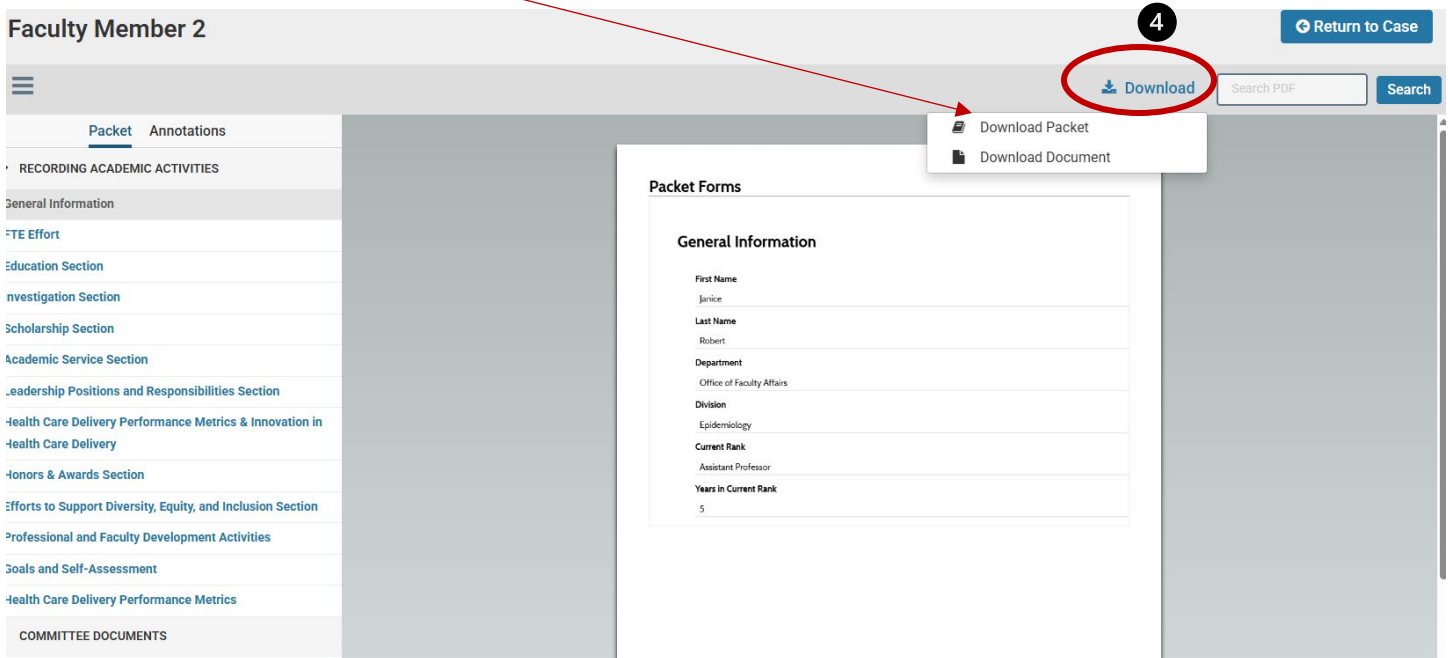 Faculty Member 2
4
Return to Case
Download
Search PDF
Search
Download Packet
Download Document
Packet Annotations
RECORDING ACADEMIC ACTIVITIES
General Information
FTE Effort
Education Section
Investigation Section
Scholarship Section
Academic Service Section
Leadership Positions and Responsibilities Section
Health Care Delivery Performance Metrics & Innovation in
Health Care Delivery
Honors & Awards Section
Efforts to Support Diversity, Equity, and Inclusion Section
Professional and Faculty Development Activities
Goals and Self-Assessment
Health Care Delivery Performance Metrics
COMMITTEE DOCUMENTS
Packet Forms
General Information
First Name
Janice
Last Name
Robert
Department
Office of Faculty Affairs
Division
Epidemiology
Current Rank
Assistant Professor
Years in Current Rank
5